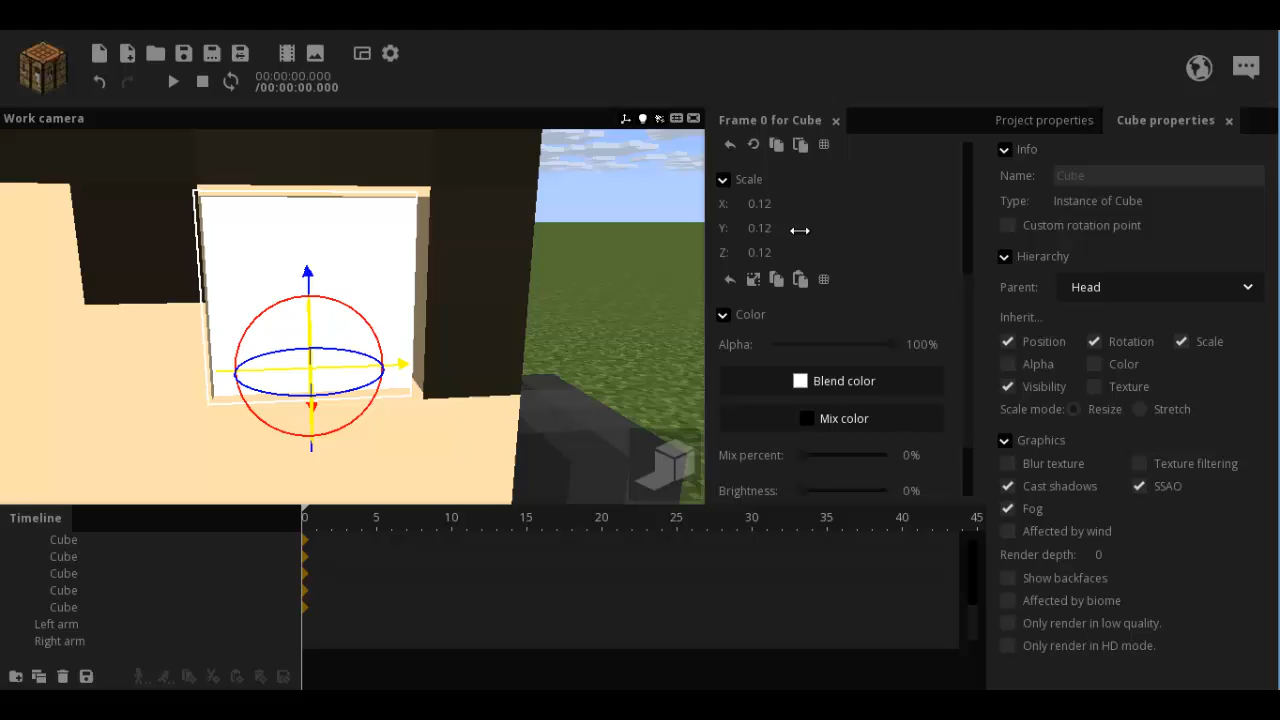 00:00:00.000
/00:00:00.000
Work camera
Frame 0 for Cube
Project properties
Cube properties
Scale
X: 0.12
Y: 0.12
Z: 0.12
Color
Alpha: 100%
Blend color
Mix color
Mix percent: 0%
Brightness: 0%
Info
Name: Cube
Type: Instance of Cube
Custom rotation point
Hierarchy
Parent: Head
Inherit...
Position Rotation Scale
Alpha Color
Visibility Texture
Scale mode: Resize Stretch
Graphics
Blur texture Texture filtering
Cast shadows SSAO
Fog
Affected by wind
Render depth: 0
Show backfaces
Affected by biome
Only render in low quality.
Only render in HD mode.
Timeline
0 5 10 15 20 25 30 35 40 45
Cube
Cube
Cube
Cube
Cube
Left arm
Right arm